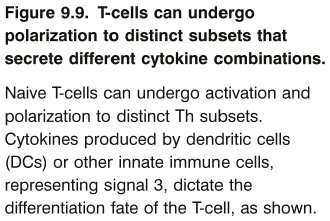 Figure 9.9. T-cells can undergo
polarization to distinct subsets that
secrete different cytokine combinations.
Naive T-cells can undergo activation and
polarization to distinct Th subsets.
Cytokines produced by dendritic cells
(DCs) or other innate immune cells,
representing signal 3, dictate the
differentiation fate of the T-cell, as shown.